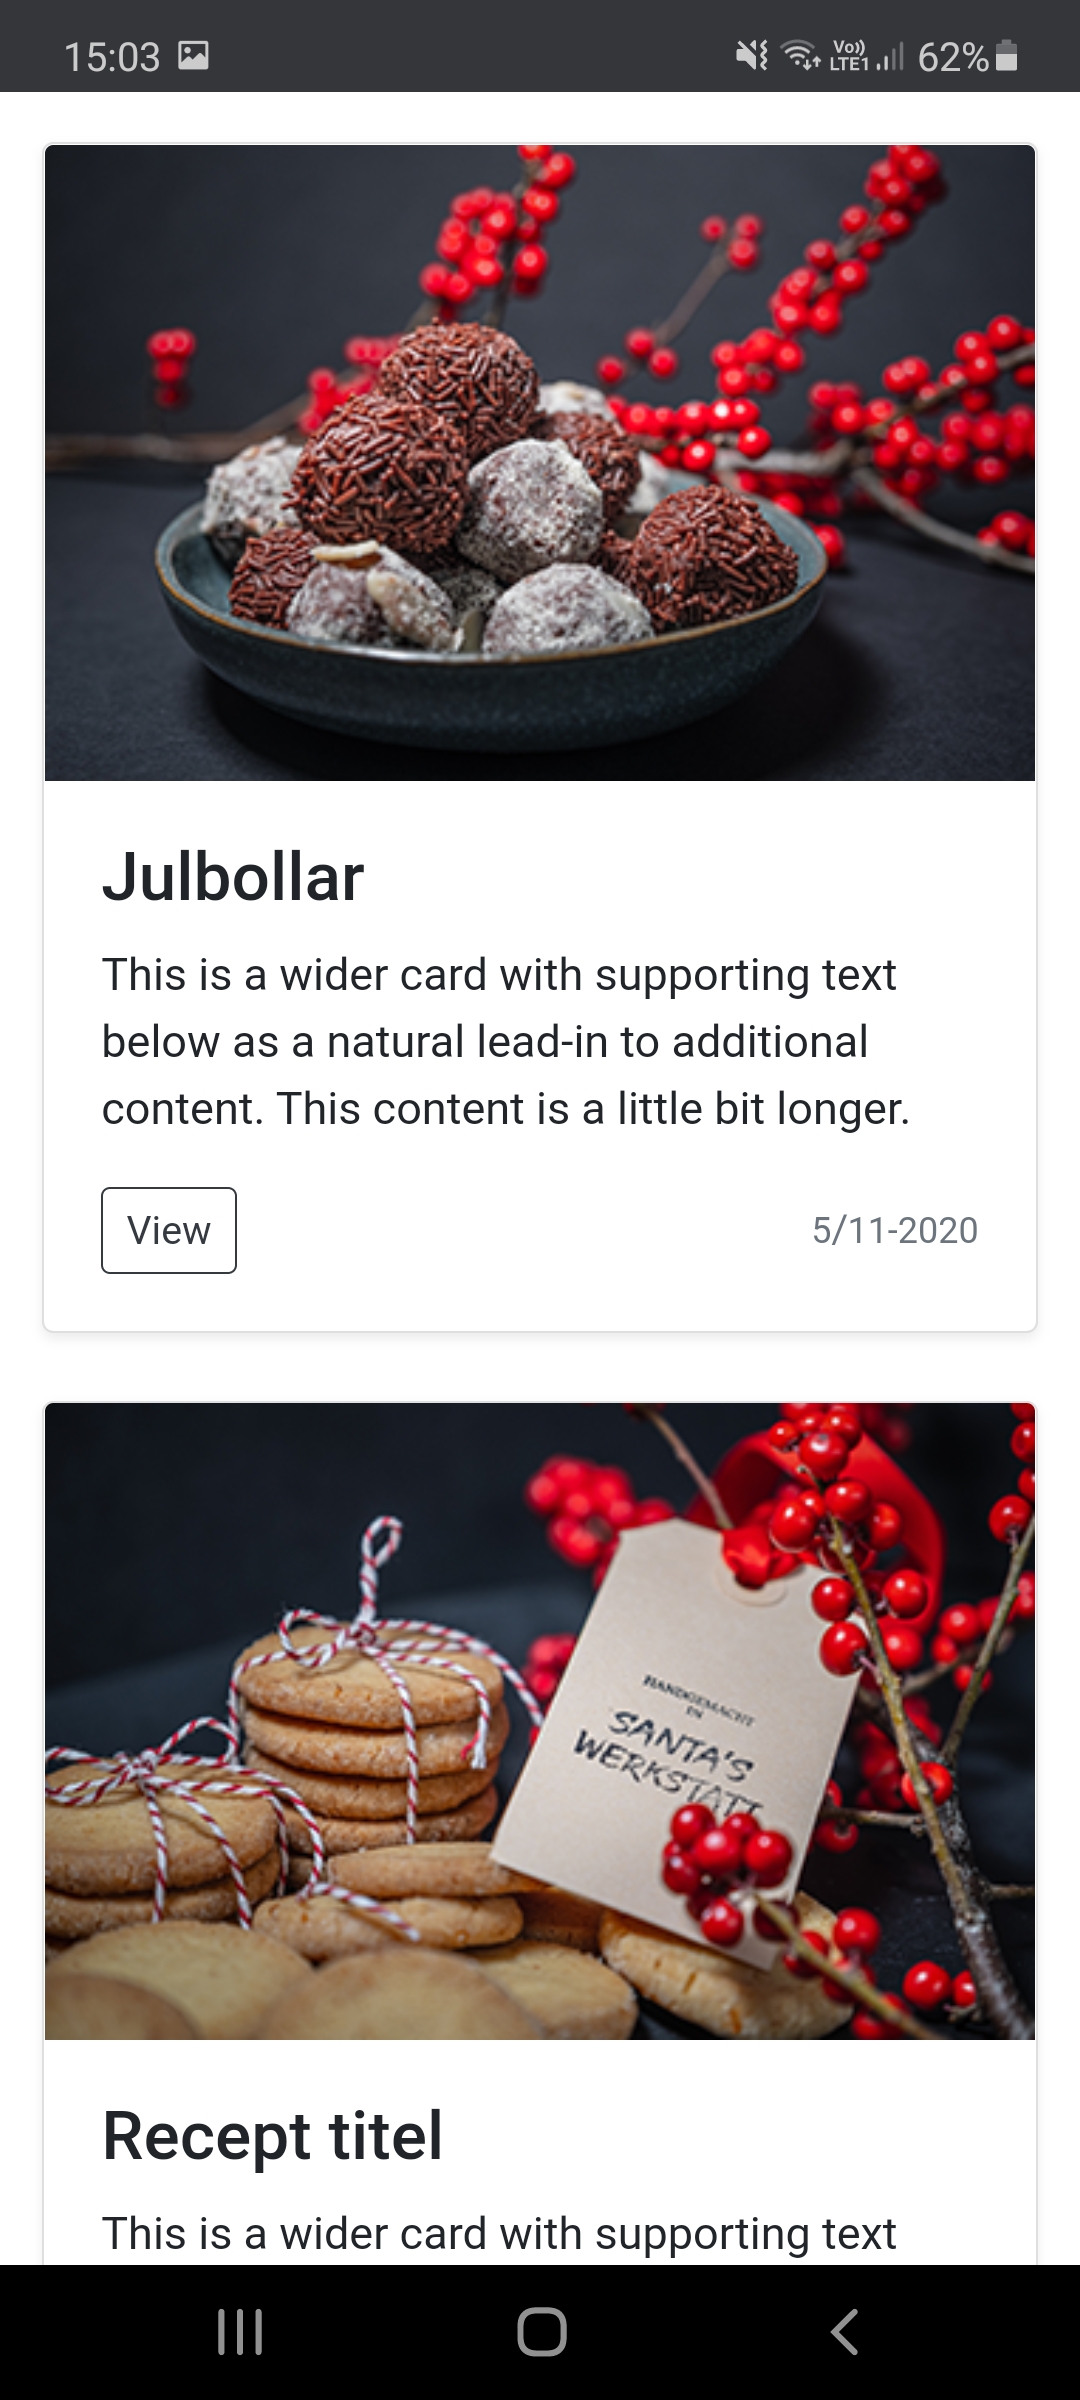 15:03 Vo)) LTE1 62%
HANDGEMACHT
IN
SANTA'S
WERKSTATT
Julbollar
This is a wider card with supporting text
below as a natural lead-in to additional
content. This content is a little bit longer.
View 5/11-2020
Recept titel
This is a wider card with supporting text